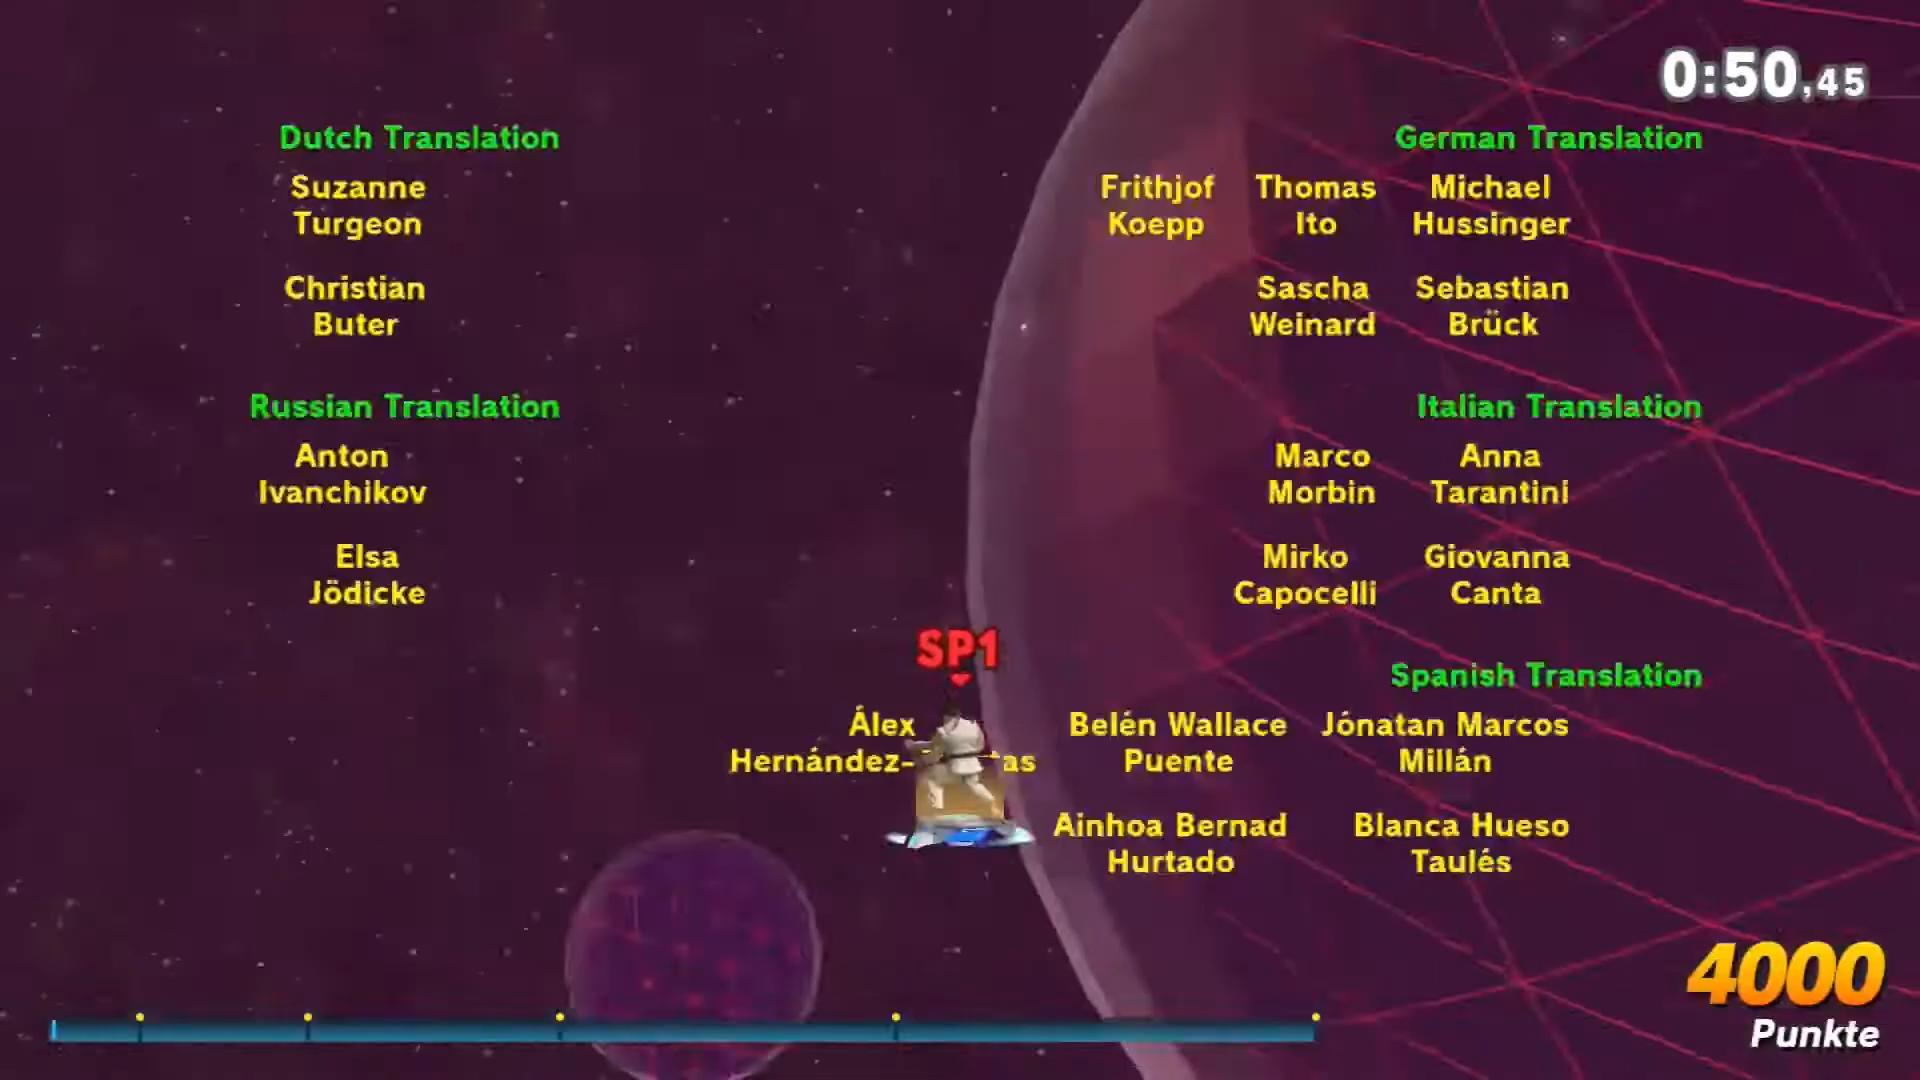 0:50,45
Dutch Translation
Suzanne
Turgeon
Christian
Buter
Russian Translation
Anton
Ivanchikov
Elsa
Jödicke
German Translation
Frithjof Thomas Michael
Koepp Ito Hussinger
Sascha Sebastian
Weinard Brück
Italian Translation
Marco Anna
Morbin Tarantini
Mirko Giovanna
Capocelli Canta
SP1
Spanish Translation
Álex Belén Wallace Jónatan Marcos
Puente Millán
Ainhoa Bernad Blanca Hueso
Hurtado Taulés
4000
Punkte